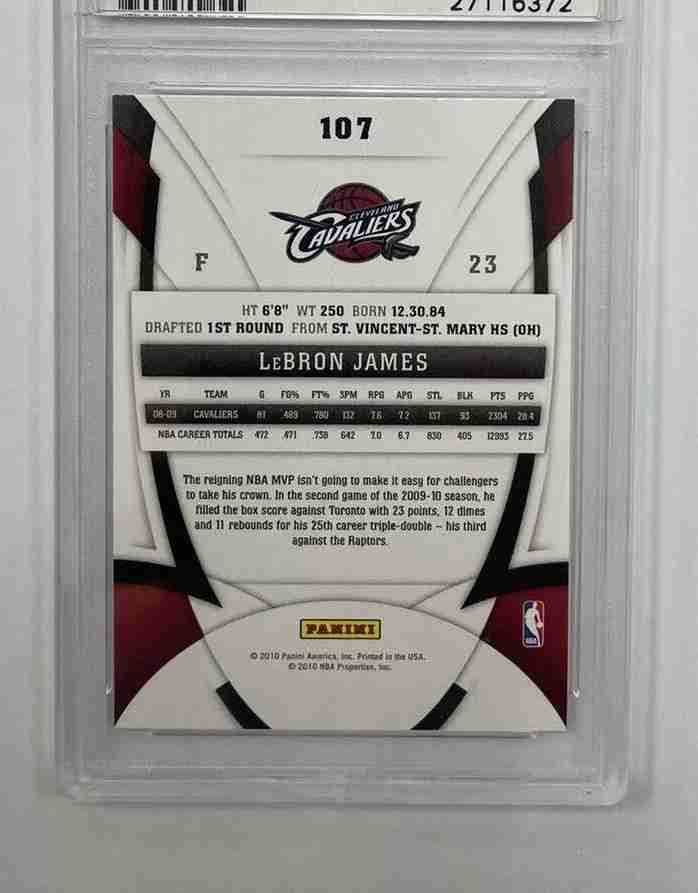 27116372
107
CLEVELAND
CAVALIERS
F
23
HT 6'8" WT 250 BORN 12.30.84
DRAFTED 1ST ROUND FROM ST. VINCENT-ST. MARY HS (OH)
LeBRON JAMES
YR TEAM G FG% FT% 3PM RPG APG STL BLK PTS PPG
08-09 CAVALIERS 81 .489 .780 132 7.6 7.2 137 93 2304 28.4
NBA CAREER TOTALS 472 .471 .738 642 7.0 6.7 830 405 12993 27.5
The reigning NBA MVP isn't going to make it easy for challengers
to take his crown. In the second game of the 2009-10 season, he
filled the box score against Toronto with 23 points, 12 dimes
and 11 rebounds for his 25th career triple-double – his third
against the Raptors.
PANINI
NBA
© 2010 Panini America, Inc. Printed in the USA.
© 2010 NBA Properties, Inc.